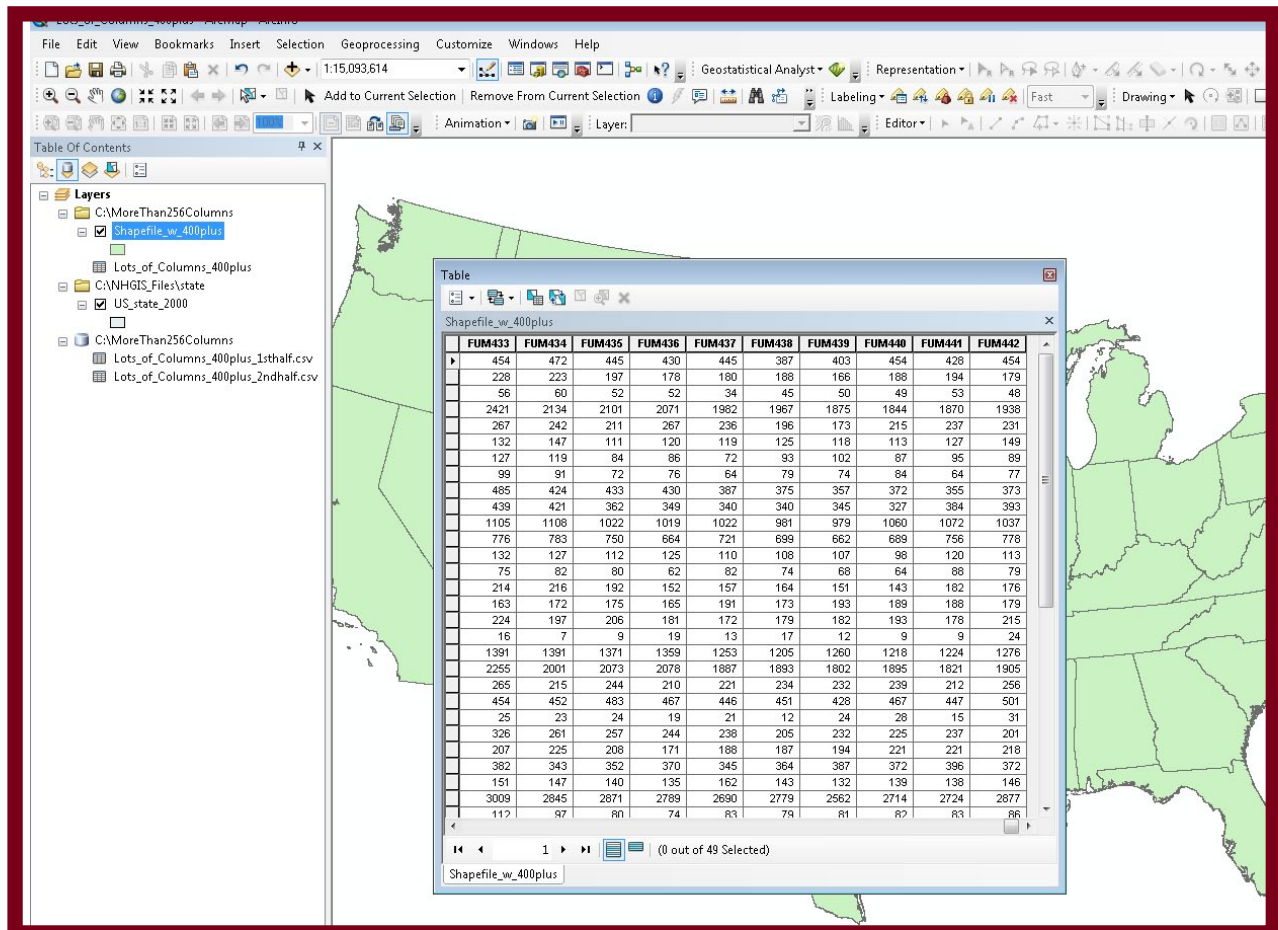 Lots_of_Columns_400plus - ArcMap - ArcInfo
File Edit View Bookmarks Insert Selection Geoprocessing Customize Windows Help
1:15,093,614 Geostatistical Analyst Representation
Add to Current Selection Remove From Current Selection Labeling Fast Drawing
100% Animation Layer: Editor
Table Of Contents
Layers
C:\MoreThan256Columns
Shapefile_w_400plus
Lots_of_Columns_400plus
C:\NHGIS_Files\state
US_state_2000
C:\MoreThan256Columns
Lots_of_Columns_400plus_1sthalf.csv
Lots_of_Columns_400plus_2ndhalf.csv
Table
Shapefile_w_400plus
FUM433 FUM434 FUM435 FUM436 FUM437 FUM438 FUM439 FUM440 FUM441 FUM442
454 472 445 430 445 387 403 454 428 454
228 223 197 178 180 188 166 188 194 179
56 60 52 52 34 45 50 49 53 48
2421 2134 2101 2071 1982 1967 1875 1844 1870 1938
267 242 211 267 236 196 173 215 237 231
132 147 111 120 119 125 118 113 127 149
127 119 84 86 72 93 102 87 95 89
99 91 72 76 64 79 74 84 64 77
485 424 433 430 387 375 357 372 355 373
439 421 362 349 340 340 345 327 384 393
1105 1108 1022 1019 1022 981 979 1060 1072 1037
776 783 750 664 721 699 662 689 756 778
132 127 112 125 110 108 107 98 120 113
75 82 80 62 82 74 68 64 88 79
214 216 192 152 157 164 151 143 182 176
163 172 175 165 191 173 193 189 188 179
224 197 206 181 172 179 182 193 178 215
16 7 9 19 13 17 12 9 9 24
1391 1391 1371 1359 1253 1205 1260 1218 1224 1276
2255 2001 2073 2078 1887 1893 1802 1895 1821 1905
265 215 244 210 221 234 232 239 212 256
454 452 483 467 446 451 428 467 447 501
25 23 24 19 21 12 24 28 15 31
326 261 257 244 238 205 232 225 237 201
207 225 208 171 188 187 194 221 221 218
382 343 352 370 345 364 387 372 396 372
151 147 140 135 162 143 132 139 138 146
3009 2845 2871 2789 2690 2779 2562 2714 2724 2877
112 97 80 74 83 79 81 82 83 86
1 (0 out of 49 Selected)
Shapefile_w_400plus